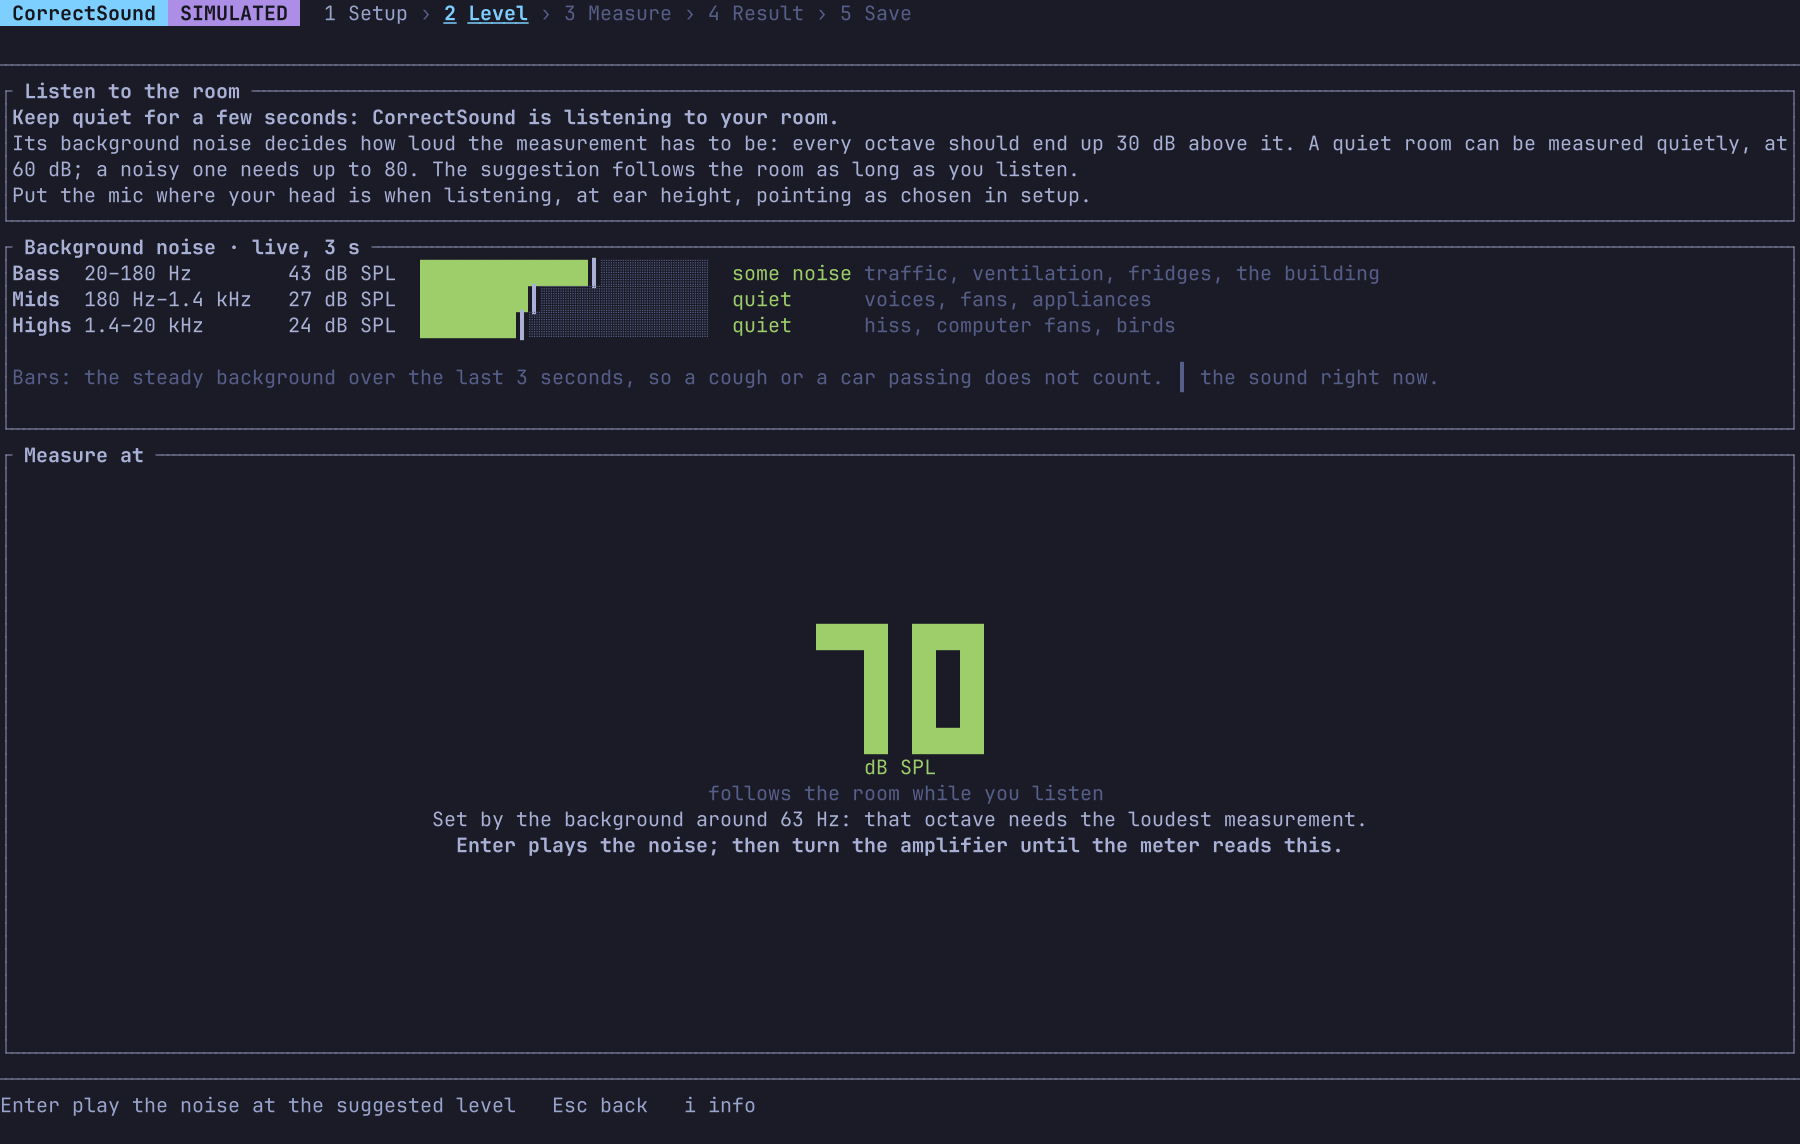 CorrectSound SIMULATED 1 Setup › 2 Level › 3 Measure › 4 Result › 5 Save
Listen to the room
Keep quiet for a few seconds: CorrectSound is listening to your room.
Its background noise decides how loud the measurement has to be: every octave should end up 30 dB above it. A quiet room can be measured quietly, at
60 dB; a noisy one needs up to 80. The suggestion follows the room as long as you listen.
Put the mic where your head is when listening, at ear height, pointing as chosen in setup.
Background noise · live, 3 s
Bass 20–180 Hz 43 dB SPL some noise traffic, ventilation, fridges, the building
Mids 180 Hz–1.4 kHz 27 dB SPL quiet voices, fans, appliances
Highs 1.4–20 kHz 24 dB SPL quiet hiss, computer fans, birds
Bars: the steady background over the last 3 seconds, so a cough or a car passing does not count. ┃ the sound right now.
Measure at
70
dB SPL
follows the room while you listen
Set by the background around 63 Hz: that octave needs the loudest measurement.
Enter plays the noise; then turn the amplifier until the meter reads this.
Enter play the noise at the suggested level Esc back i info